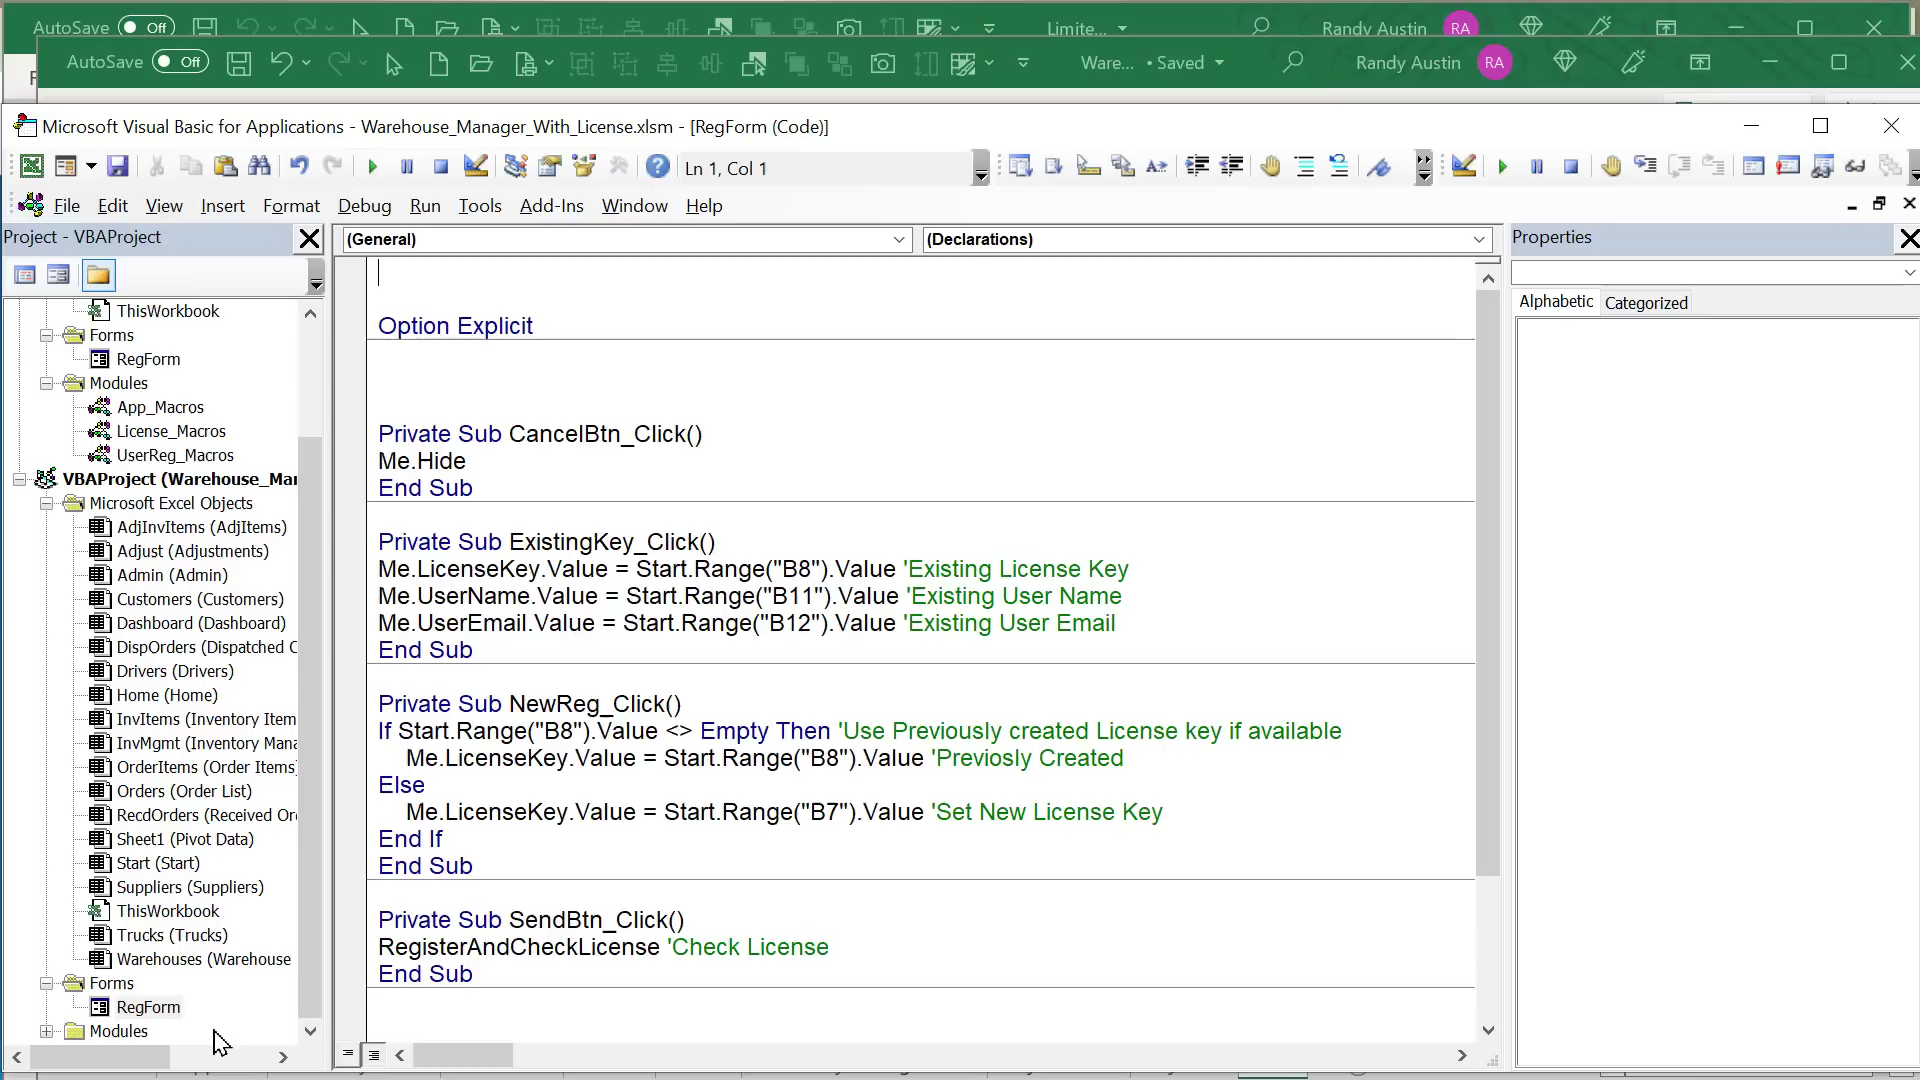 AutoSave Off Limite... Randy Austin RA
AutoSave Off Ware... • Saved Randy Austin RA
Microsoft Visual Basic for Applications - Warehouse_Manager_With_License.xlsm - [RegForm (Code)]
Ln 1, Col 1
File Edit View Insert Format Debug Run Tools Add-Ins Window Help
Project - VBAProject
ThisWorkbook
Forms
RegForm
Modules
App_Macros
License_Macros
UserReg_Macros
VBAProject (Warehouse_Mar
Microsoft Excel Objects
AdjInvItems (AdjItems)
Adjust (Adjustments)
Admin (Admin)
Customers (Customers)
Dashboard (Dashboard)
DispOrders (Dispatched C
Drivers (Drivers)
Home (Home)
InvItems (Inventory Item
InvMgmt (Inventory Mana
OrderItems (Order Items)
Orders (Order List)
RecdOrders (Received Or
Sheet1 (Pivot Data)
Start (Start)
Suppliers (Suppliers)
ThisWorkbook
Trucks (Trucks)
Warehouses (Warehouse
Forms
RegForm
Modules
(General) (Declarations)
Option Explicit
Private Sub CancelBtn_Click()
Me.Hide
End Sub
Private Sub ExistingKey_Click()
Me.LicenseKey.Value = Start.Range("B8").Value 'Existing License Key
Me.UserName.Value = Start.Range("B11").Value 'Existing User Name
Me.UserEmail.Value = Start.Range("B12").Value 'Existing User Email
End Sub
Private Sub NewReg_Click()
If Start.Range("B8").Value <> Empty Then 'Use Previously created License key if available
Me.LicenseKey.Value = Start.Range("B8").Value 'Previosly Created
Else
Me.LicenseKey.Value = Start.Range("B7").Value 'Set New License Key
End If
End Sub
Private Sub SendBtn_Click()
RegisterAndCheckLicense 'Check License
End Sub
Properties
Alphabetic Categorized